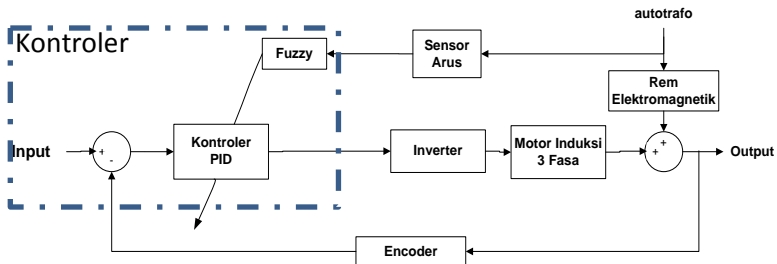 autotrafo
Kontroler
Fuzzy
Sensor
Arus
Rem
Elektromagnetik
Input
+
-
Kontroler
PID
Inverter
Motor Induksi
3 Fasa
+
+
Output
Encoder